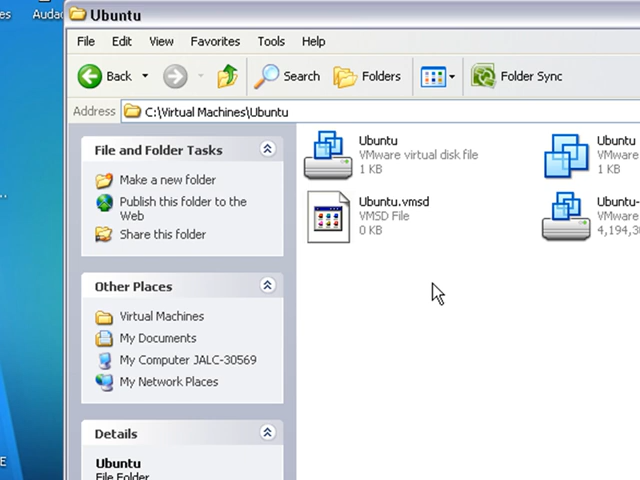 es
Audac
Ubuntu
File Edit View Favorites Tools Help
Back Search Folders Folder Sync
Address C:\Virtual Machines\Ubuntu
File and Folder Tasks
Make a new folder
Publish this folder to the
Web
Share this folder
Other Places
Virtual Machines
My Documents
My Computer JALC-30569
My Network Places
Details
Ubuntu
File Folder
Ubuntu
VMware virtual disk file
1 KB
Ubuntu
VMware
1 KB
Ubuntu.vmsd
VMSD File
0 KB
Ubuntu-
VMware
4,194,30
...
E